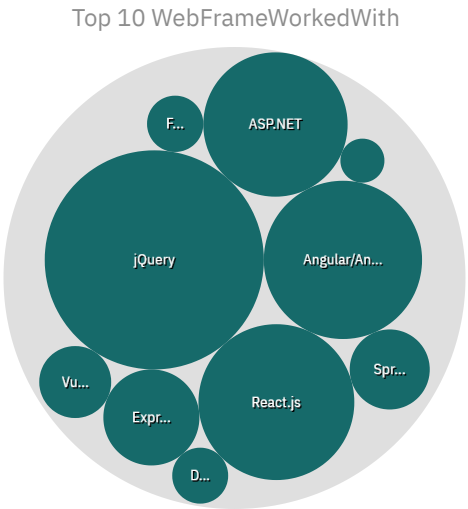 Top 10 WebFrameWorkedWith
F...
ASP.NET
jQuery
Angular/An...
Vu...
Expr...
React.js
Spr...
D...